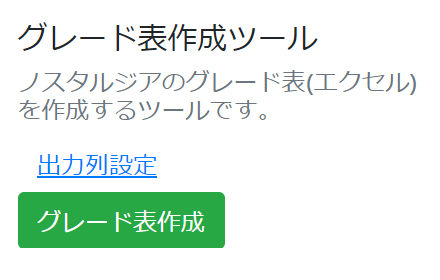 グレード表作成ツール
ノスタルジアのグレード表(エクセル)
を作成するツールです。
出力列設定
グレード表作成